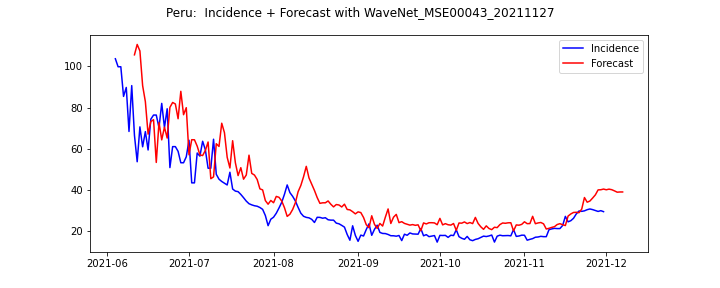 Peru:  Incidence + Forecast with WaveNet_MSE00043_20211127
Incidence
Forecast
100
80
60
40
20
2021-06 2021-07 2021-08 2021-09 2021-10 2021-11 2021-12